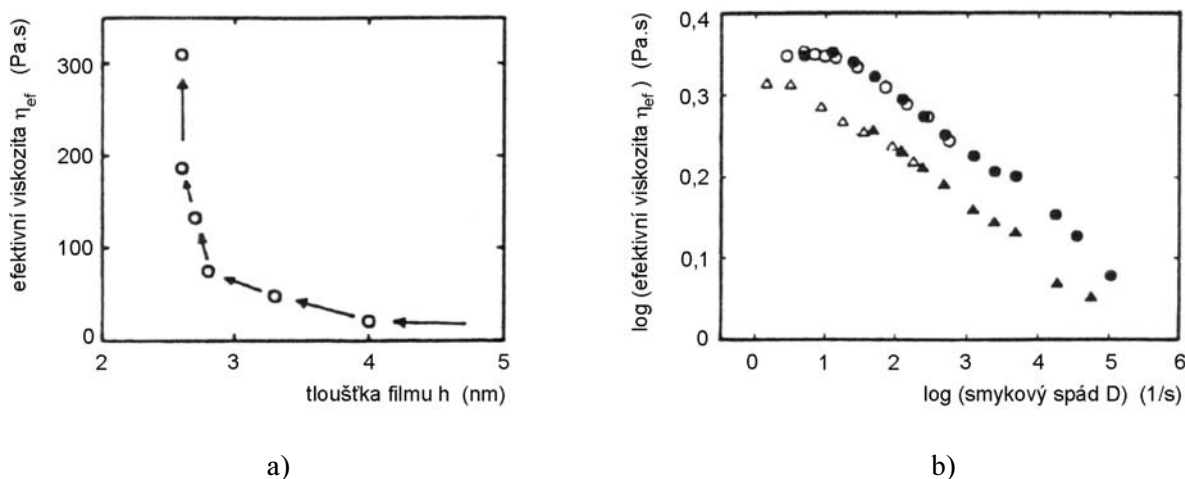 efektivní viskozita ηef (Pa.s)
300
200
100
0
2 3 4 5
tloušťka filmu h (nm)
a)
log (efektivní viskozita ηef) (Pa.s)
0,4
0,3
0,2
0,1
0
0 1 2 3 4 5 6
log (smykový spád D) (1/s)
b)